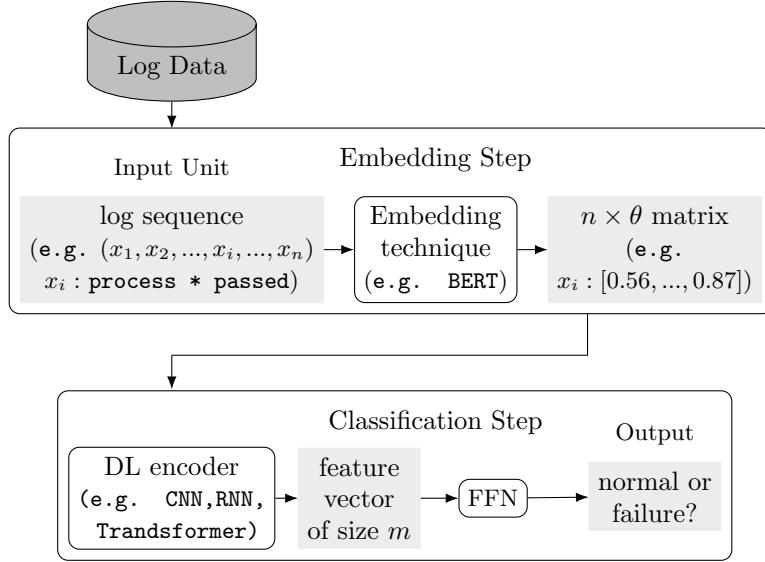 Log Data
Embedding Step
Input Unit
log sequence
(e.g. (x₁, x₂, ..., xᵢ, ..., xₙ)
xᵢ : process * passed)
Embedding
technique
(e.g. BERT)
n × θ matrix
(e.g.
xᵢ : [0.56, ..., 0.87])
Classification Step
DL encoder
(e.g. CNN,RNN,
Trandsformer)
feature
vector
of size m
FFN
Output
normal or
failure?